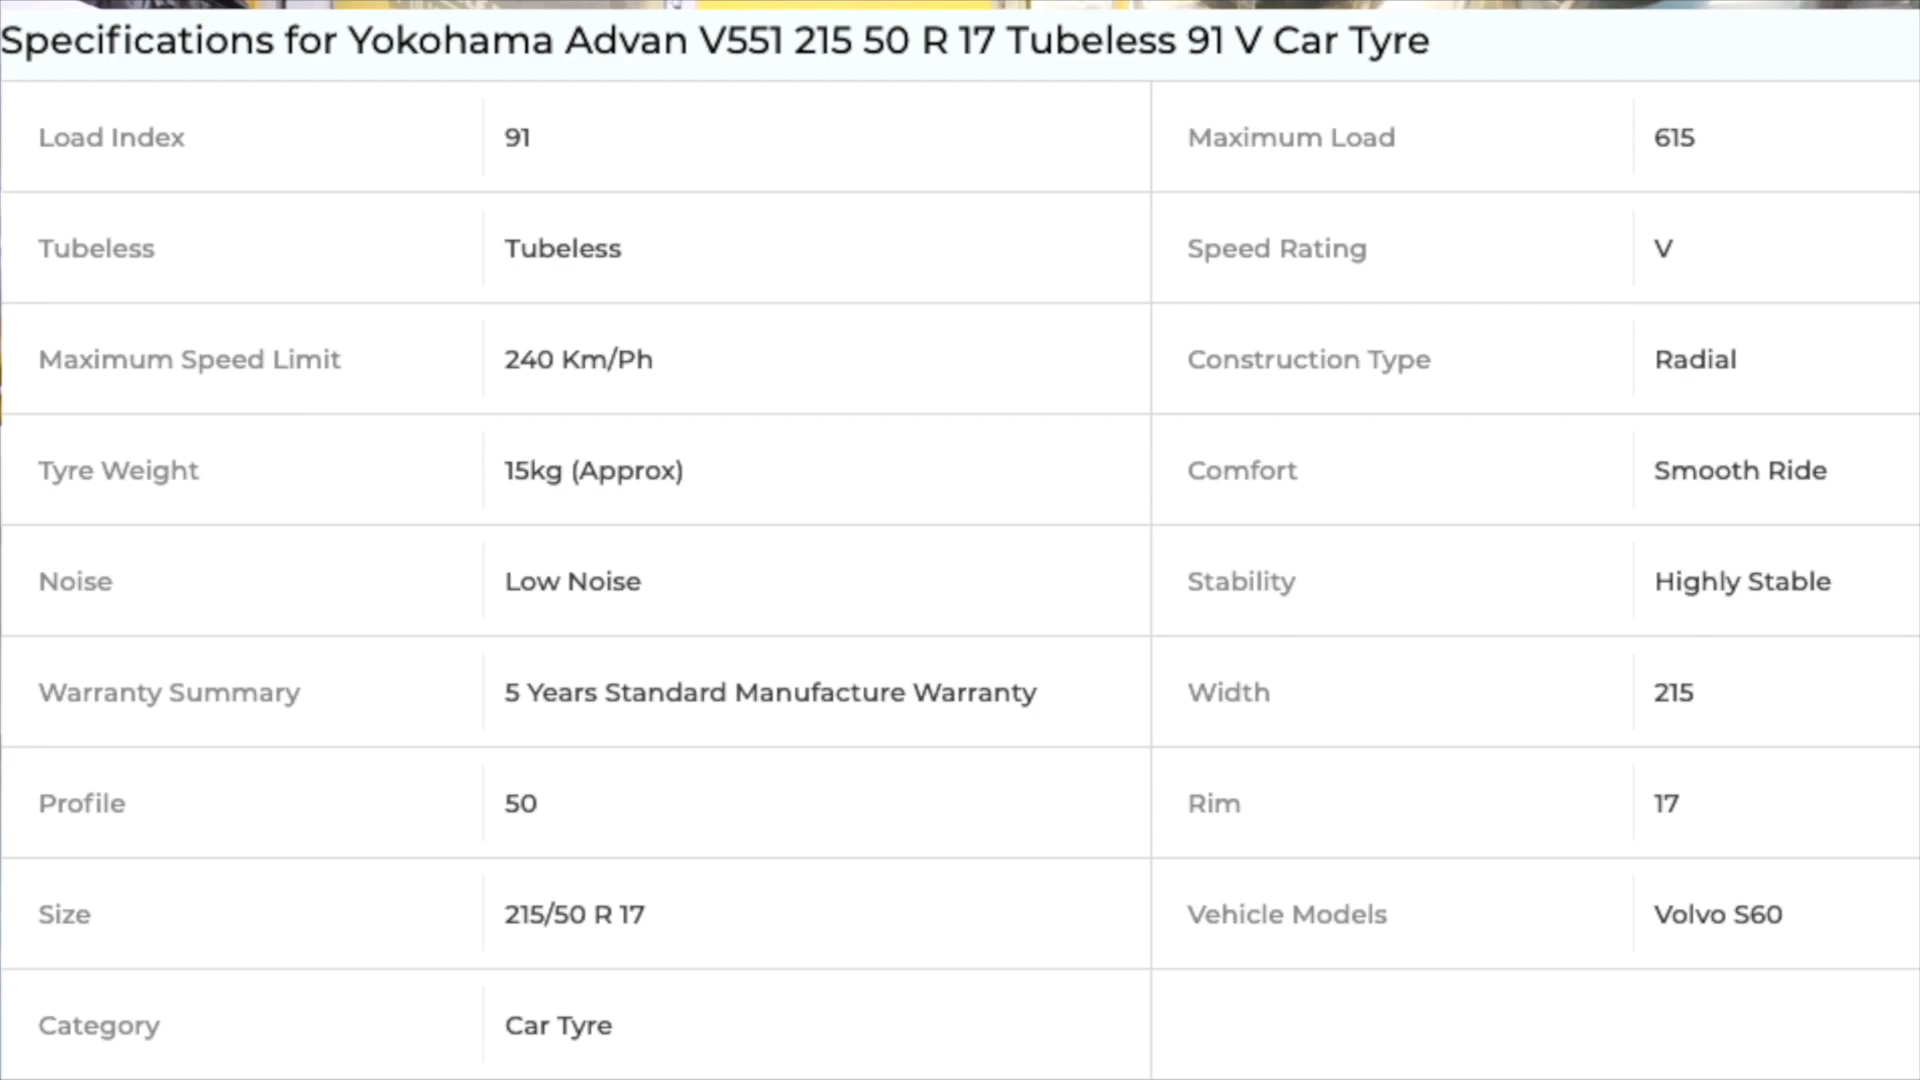 Specifications for Yokohama Advan V551 215 50 R 17 Tubeless 91 V Car Tyre
Load Index 91 Maximum Load 615
Tubeless Tubeless Speed Rating V
Maximum Speed Limit 240 Km/Ph Construction Type Radial
Tyre Weight 15kg (Approx) Comfort Smooth Ride
Noise Low Noise Stability Highly Stable
Warranty Summary 5 Years Standard Manufacture Warranty Width 215
Profile 50 Rim 17
Size 215/50 R 17 Vehicle Models Volvo S60
Category Car Tyre